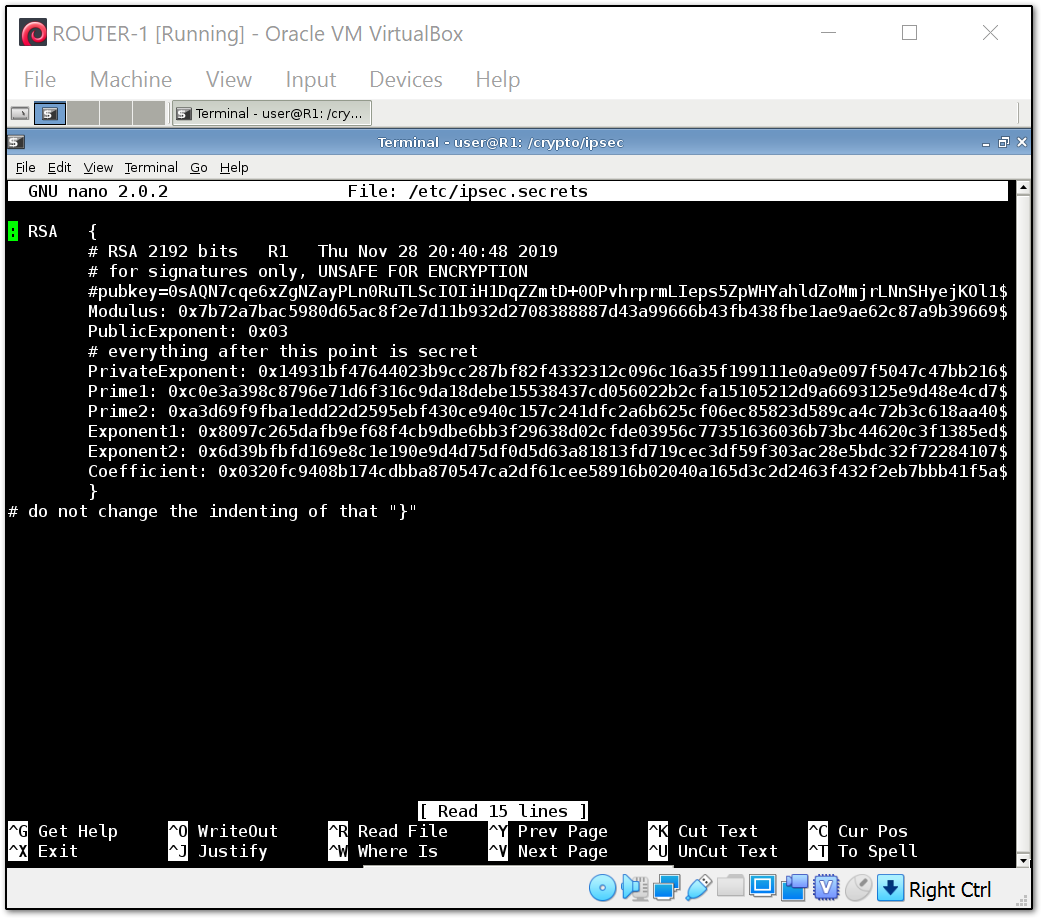 ROUTER-1 [Running] - Oracle VM VirtualBox
File Machine View Input Devices Help
Terminal - user@R1: /cry...
Terminal - user@R1: /crypto/ipsec
File Edit View Terminal Go Help
GNU nano 2.0.2 File: /etc/ipsec.secrets
: RSA {
# RSA 2192 bits R1 Thu Nov 28 20:40:48 2019
# for signatures only, UNSAFE FOR ENCRYPTION
#pubkey=0sAQN7cqe6xZgNZayPLn0RuTLScIOIiH1DqZZmtD+0OPvhrprmLIeps5ZpWHYahldZoMmjrLNnSHyejKOl1$
Modulus: 0x7b72a7bac5980d65ac8f2e7d11b932d2708388887d43a99666b43fb438fbe1ae9ae62c87a9b39669$
PublicExponent: 0x03
# everything after this point is secret
PrivateExponent: 0x14931bf47644023b9cc287bf82f4332312c096c16a35f199111e0a9e097f5047c47bb216$
Prime1: 0xc0e3a398c8796e71d6f316c9da18debe15538437cd056022b2cfa15105212d9a6693125e9d48e4cd7$
Prime2: 0xa3d69f9fba1edd22d2595ebf430ce940c157c241dfc2a6b625cf06ec85823d589ca4c72b3c618aa40$
Exponent1: 0x8097c265dafb9ef68f4cb9dbe6bb3f29638d02cfde03956c77351636036b73bc44620c3f1385ed$
Exponent2: 0x6d39bfbfd169e8c1e190e9d4d75df0d5d63a81813fd719cec3df59f303ac28e5bdc32f72284107$
Coefficient: 0x0320fc9408b174cdbba870547ca2df61cee58916b02040a165d3c2d2463f432f2eb7bbb41f5a$
}
# do not change the indenting of that "}"
[ Read 15 lines ]
^G Get Help ^O WriteOut ^R Read File ^Y Prev Page ^K Cut Text ^C Cur Pos
^X Exit ^J Justify ^W Where Is ^V Next Page ^U UnCut Text ^T To Spell
Right Ctrl